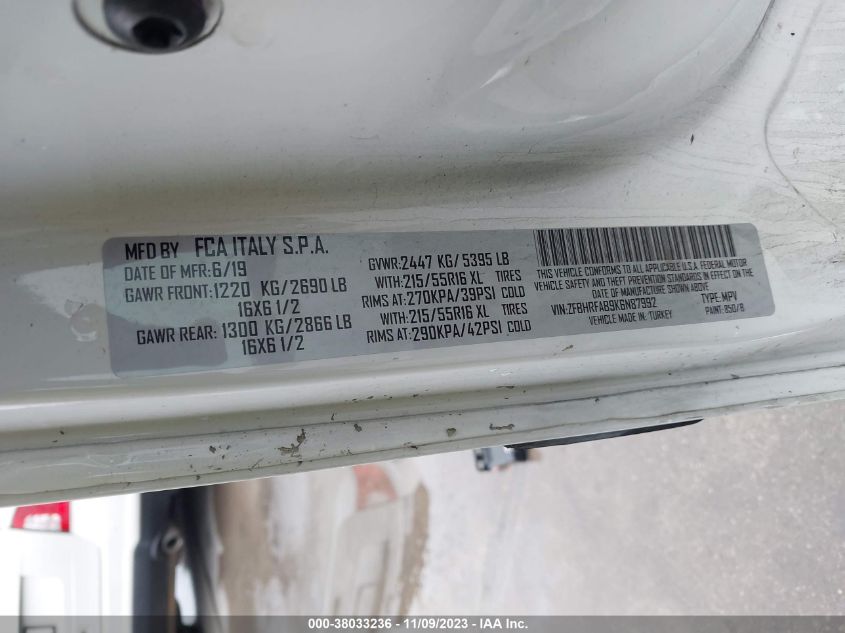 MFD BY FCA ITALY S.P.A.
DATE OF MFR:6/19
GAWR FRONT:1220 KG/2690 LB
16X6 1/2
GAWR REAR: 1300 KG/2866 LB
16X6 1/2
GVWR:2447 KG/5395 LB
WITH:215/55R16 XL TIRES
RIMS AT:270KPA/39PSI COLD
WITH:215/55R16 XL TIRES
RIMS AT:290KPA/42PSI COLD
THIS VEHICLE CONFORMS TO ALL APPLICABLE U.S.A. FEDERAL MOTOR
VEHICLE SAFETY AND THEFT PREVENTION STANDARDS IN EFFECT ON THE
DATE OF MANUFACTURE SHOWN ABOVE.
VIN:ZFBHRFAB9K6N87992 TYPE:MPV
VEHICLE MADE IN: TURKEY PAINT: 850/B
000-38033236 - 11/09/2023 - IAA Inc.